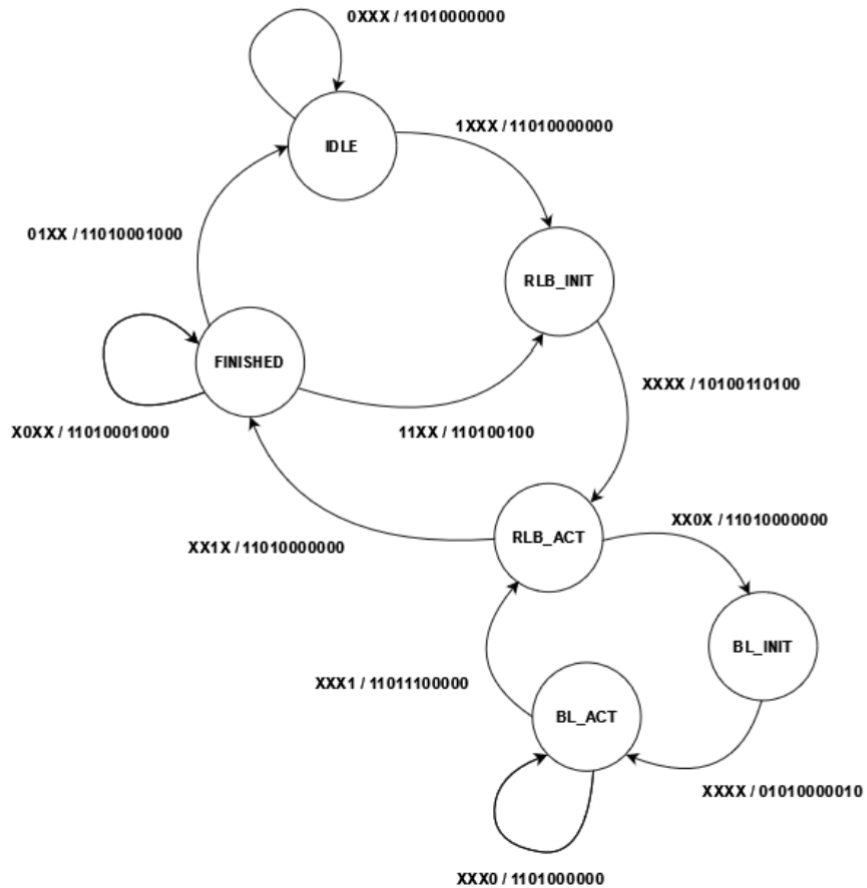 0XXX / 11010000000
IDLE
1XXX / 11010000000
01XX / 11010001000
RLB_INIT
FINISHED
XXXX / 10100110100
X0XX / 11010001000
11XX / 110100100
RLB_ACT
XX0X / 11010000000
XX1X / 11010000000
BL_INIT
XXX1 / 11011100000
BL_ACT
XXXX / 01010000010
XXX0 / 1101000000